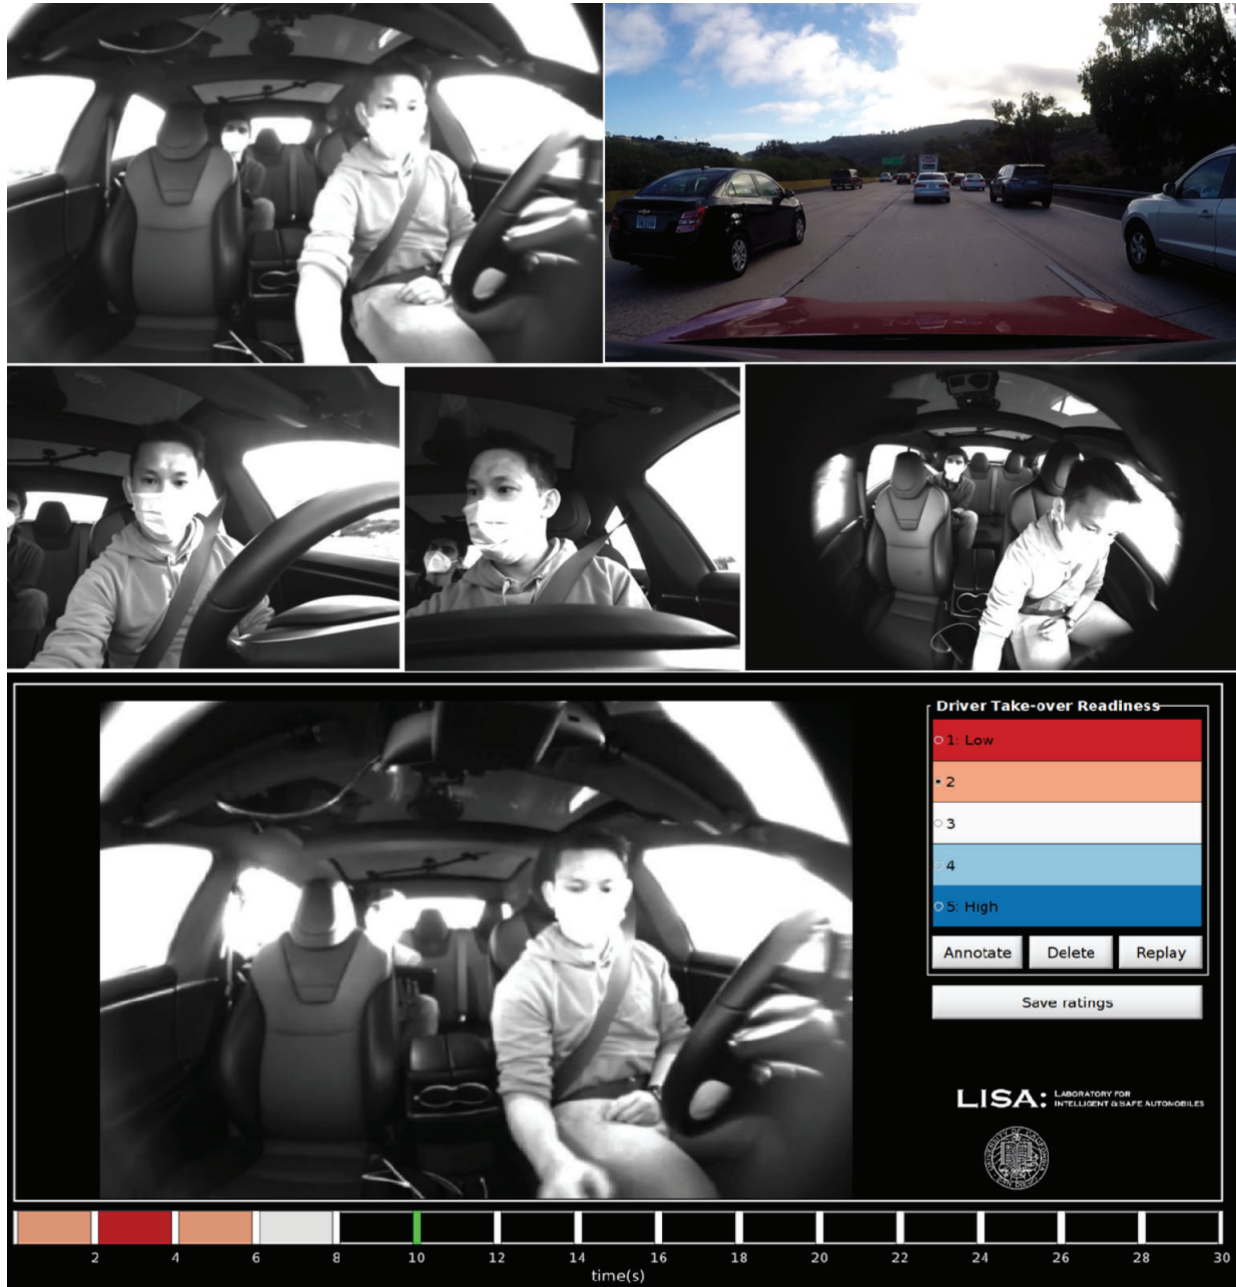 Driver Take-over Readiness
1: Low
2
3
4
5: High
Annotate Delete Replay
Save ratings
LISA: LABORATORY FOR
INTELLIGENT & SAFE AUTOMOBILES
2 4 6 8 10 12 14 16 18 20 22 24 26 28 30
time(s)